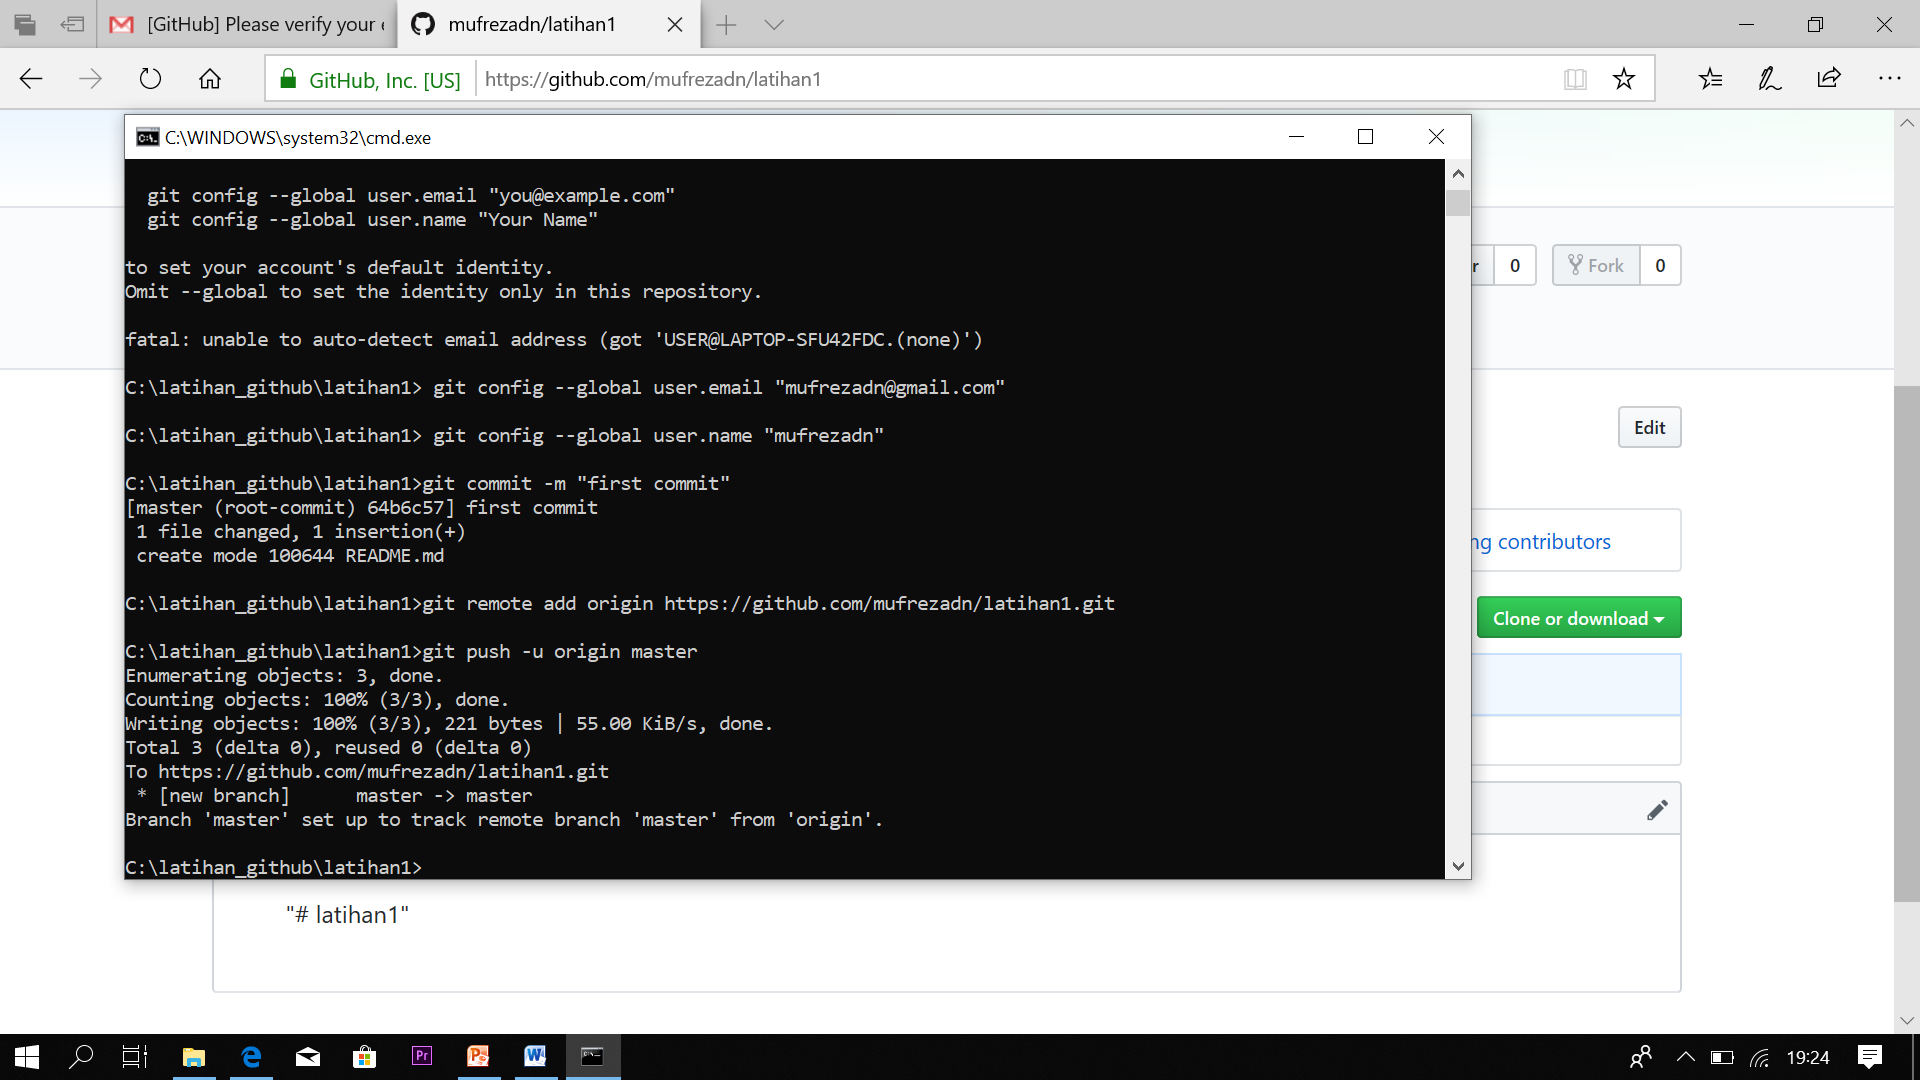 [GitHub] Please verify your e
mufrezadn/latihan1
GitHub, Inc. [US]
https://github.com/mufrezadn/latihan1
C:\WINDOWS\system32\cmd.exe
git config --global user.email "you@example.com"
git config --global user.name "Your Name"
to set your account's default identity.
Omit --global to set the identity only in this repository.
fatal: unable to auto-detect email address (got 'USER@LAPTOP-SFU42FDC.(none)')
C:\latihan_github\latihan1> git config --global user.email "mufrezadn@gmail.com"
C:\latihan_github\latihan1> git config --global user.name "mufrezadn"
C:\latihan_github\latihan1>git commit -m "first commit"
[master (root-commit) 64b6c57] first commit
1 file changed, 1 insertion(+)
create mode 100644 README.md
C:\latihan_github\latihan1>git remote add origin https://github.com/mufrezadn/latihan1.git
C:\latihan_github\latihan1>git push -u origin master
Enumerating objects: 3, done.
Counting objects: 100% (3/3), done.
Writing objects: 100% (3/3), 221 bytes | 55.00 KiB/s, done.
Total 3 (delta 0), reused 0 (delta 0)
To https://github.com/mufrezadn/latihan1.git
* [new branch]      master -> master
Branch 'master' set up to track remote branch 'master' from 'origin'.
C:\latihan_github\latihan1>
r 0 Fork 0
Edit
ng contributors
Clone or download
"# latihan1"
Pr
19:24